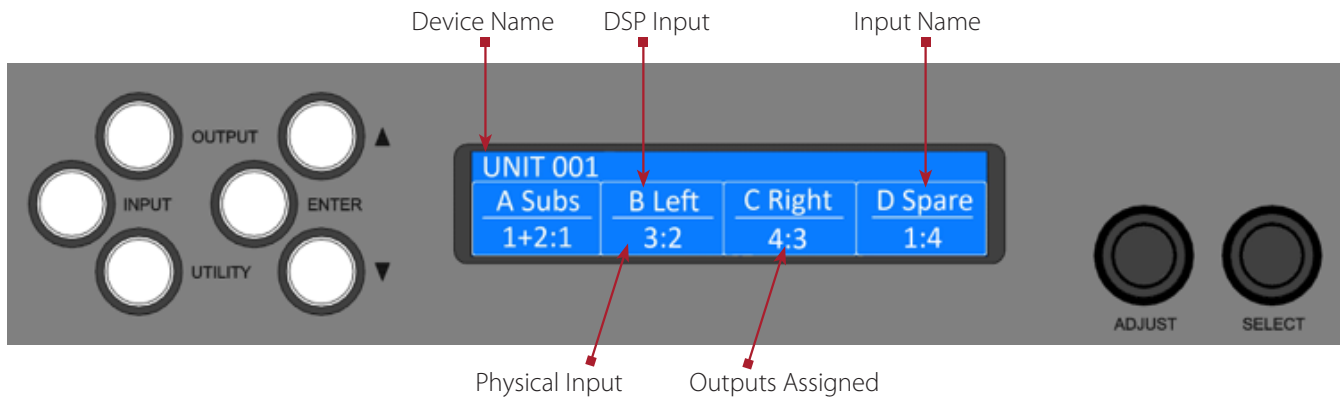 Device Name DSP Input Input Name
OUTPUT ▲
INPUT ENTER
UTILITY ▼
UNIT 001
A Subs B Left C Right D Spare
1+2:1 3:2 4:3 1:4
ADJUST SELECT
Physical Input Outputs Assigned